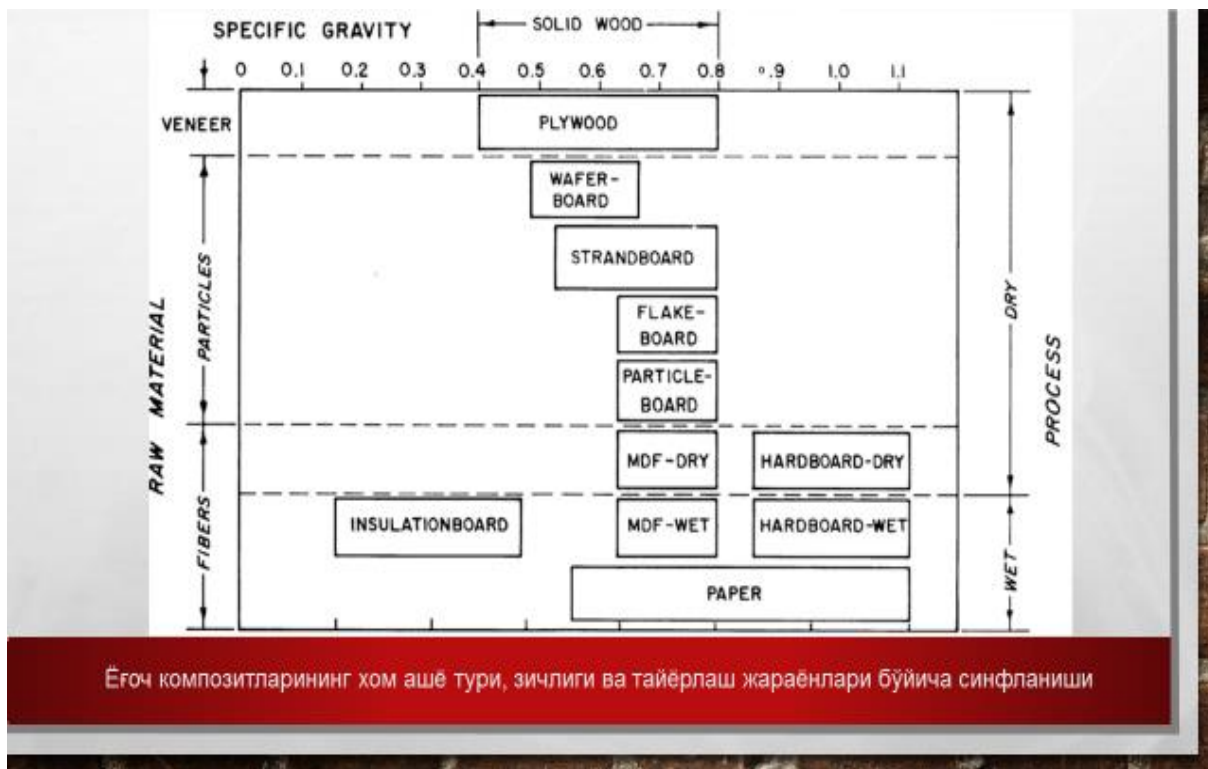 SPECIFIC GRAVITY
SOLID WOOD
0 0.1 0.2 0.3 0.4 0.5 0.6 0.7 0.8 0.9 1.0 1.1
VENEER
PLYWOOD
WAFER-
BOARD
STRANDBOARD
FLAKE-
BOARD
PARTICLE-
BOARD
MDF-DRY
HARDBOARD-DRY
INSULATIONBOARD
MDF-WET
HARDBOARD-WET
PAPER
RAW MATERIAL
PARTICLES
FIBERS
DRY
WET
PROCESS
Ёғоч композитларининг хом ашё тури, зичлиги ва тайёрлаш жараёнлари бўйича синфланиши